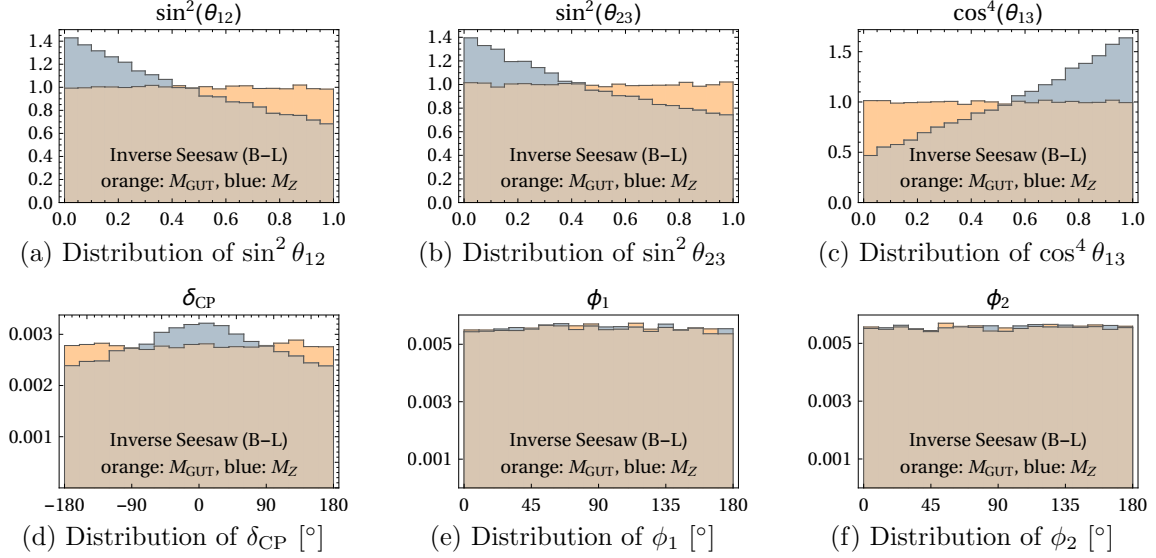 sin²(θ₁₂)
1.4
1.2
1.0
0.8
0.6
0.4
0.2
0.0
Inverse Seesaw (B–L)
orange: M_GUT, blue: M_Z
0.0 0.2 0.4 0.6 0.8 1.0
(a) Distribution of sin² θ₁₂
sin²(θ₂₃)
1.4
1.2
1.0
0.8
0.6
0.4
0.2
0.0
Inverse Seesaw (B–L)
orange: M_GUT, blue: M_Z
0.0 0.2 0.4 0.6 0.8 1.0
(b) Distribution of sin² θ₂₃
cos⁴(θ₁₃)
1.5
1.0
0.5
0.0
Inverse Seesaw (B–L)
orange: M_GUT, blue: M_Z
0.0 0.2 0.4 0.6 0.8 1.0
(c) Distribution of cos⁴ θ₁₃
δ_CP
0.003
0.002
0.001
Inverse Seesaw (B–L)
orange: M_GUT, blue: M_Z
−180 −90 0 90 180
(d) Distribution of δ_CP [°]
ϕ₁
0.005
0.003
0.001
Inverse Seesaw (B–L)
orange: M_GUT, blue: M_Z
0 45 90 135 180
(e) Distribution of ϕ₁ [°]
ϕ₂
0.005
0.003
0.001
Inverse Seesaw (B–L)
orange: M_GUT, blue: M_Z
0 45 90 135 180
(f) Distribution of ϕ₂ [°]